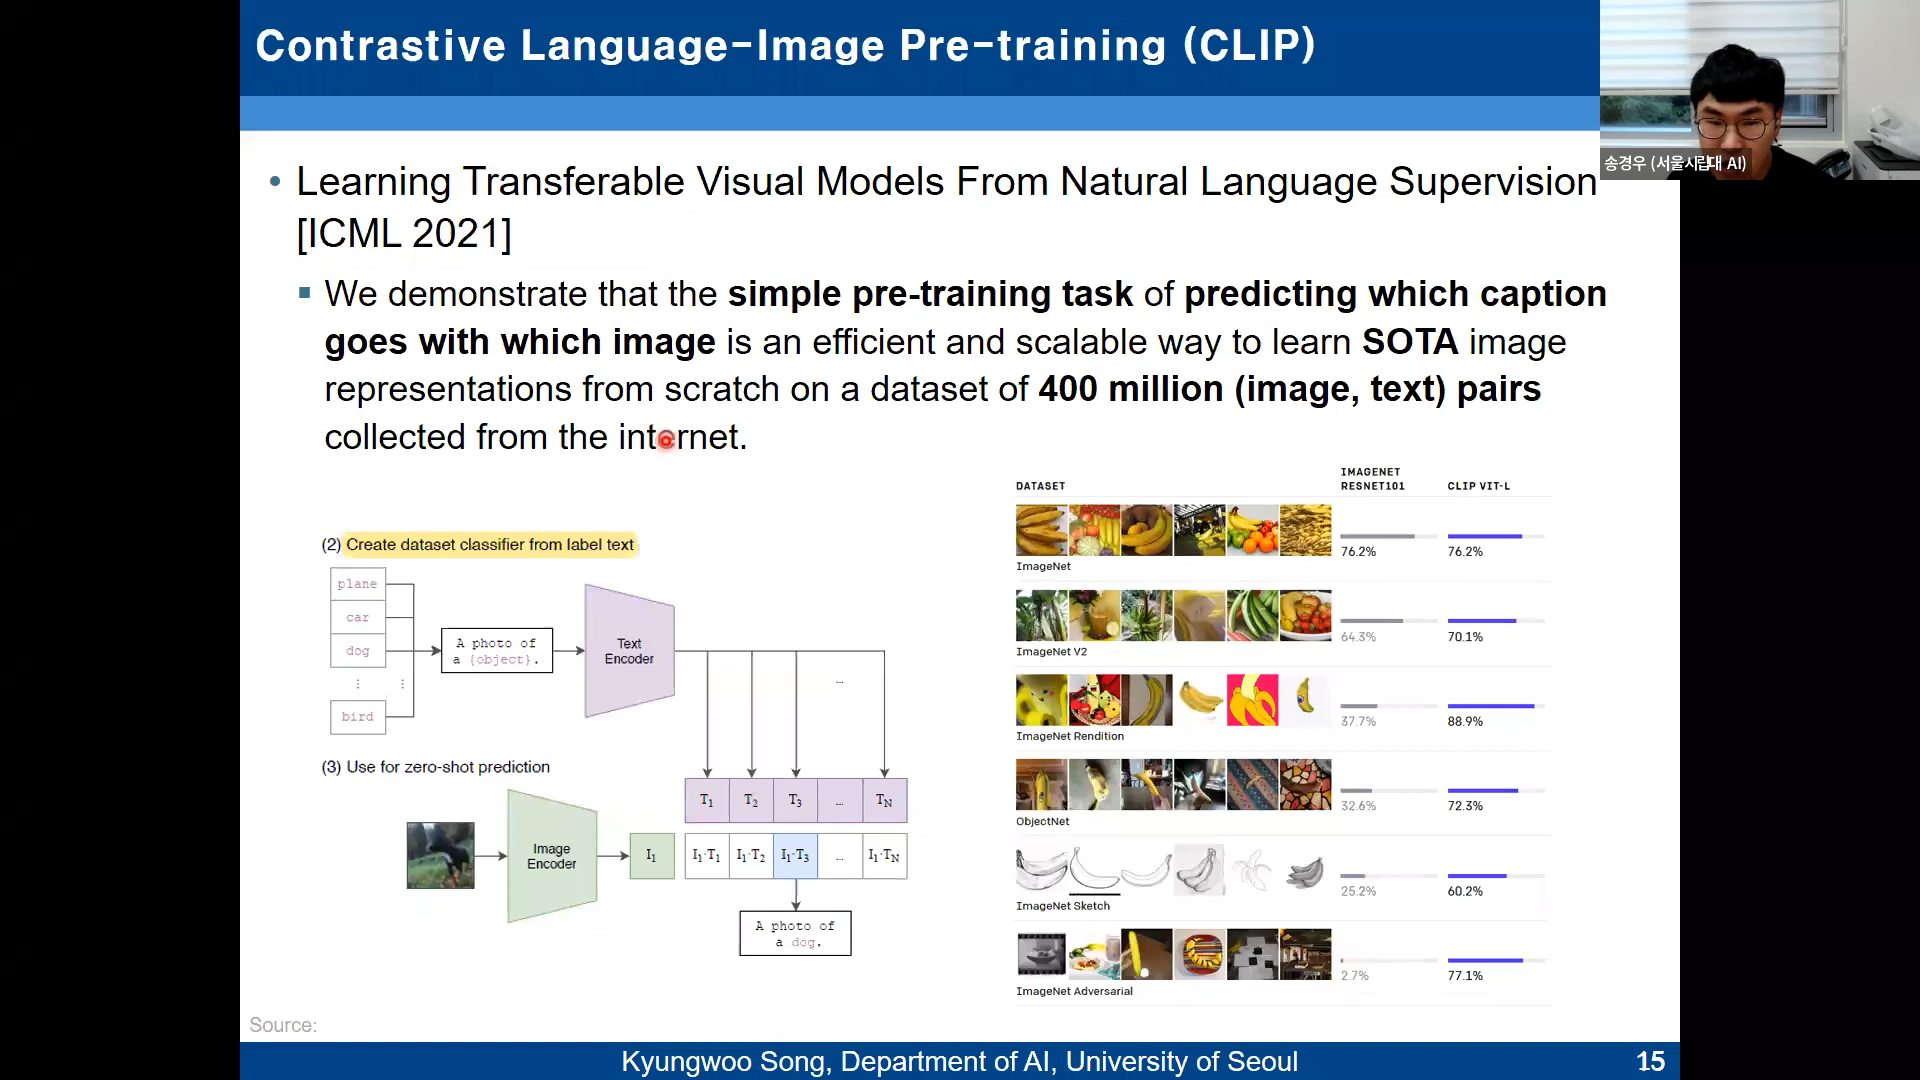 Contrastive Language-Image Pre-training (CLIP)
송경우 (서울시립대 AI)
• Learning Transferable Visual Models From Natural Language Supervision
[ICML 2021]
▪ We demonstrate that the simple pre-training task of predicting which caption
goes with which image is an efficient and scalable way to learn SOTA image
representations from scratch on a dataset of 400 million (image, text) pairs
collected from the internet.
(2) Create dataset classifier from label text
plane
car
dog
⋮ ⋮
bird
A photo of
a {object}.
Text
Encoder
...
(3) Use for zero-shot prediction
Image
Encoder
I₁
T₁ T₂ T₃ ... T_N
I₁·T₁ I₁·T₂ I₁·T₃ ... I₁·T_N
A photo of
a dog.
DATASET
IMAGENET
RESNET101
CLIP VIT-L
76.2% 76.2%
ImageNet
64.3% 70.1%
ImageNet V2
37.7% 88.9%
ImageNet Rendition
32.6% 72.3%
ObjectNet
25.2% 60.2%
ImageNet Sketch
2.7% 77.1%
ImageNet Adversarial
Source:
Kyungwoo Song, Department of AI, University of Seoul
15